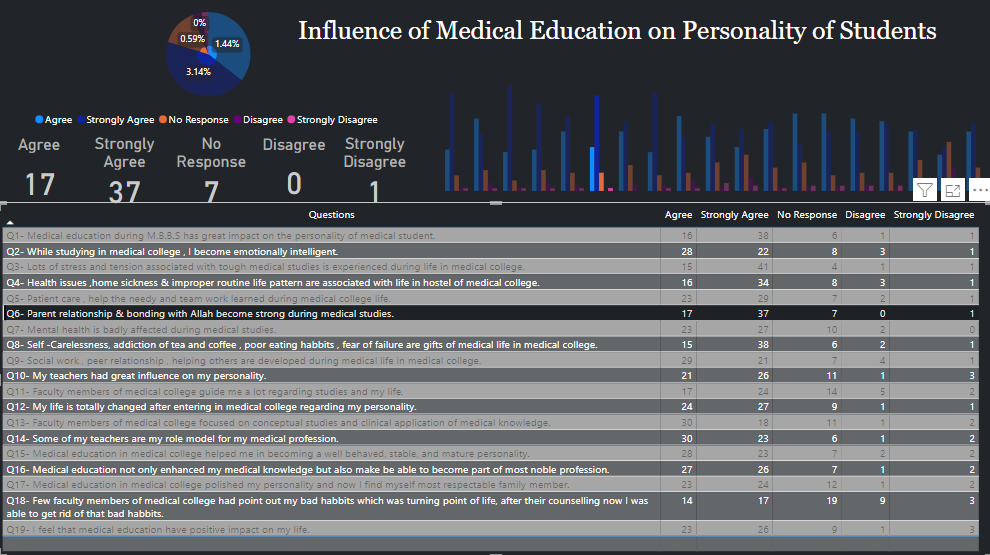 Influence of Medical Education on Personality of Students
0%
0.59%
1.44%
3.14%
Agree Strongly Agree No Response Disagree Strongly Disagree
Agree Strongly Agree No Response Disagree Strongly Disagree
17 37 7 0 1
Questions Agree Strongly Agree No Response Disagree Strongly Disagree
Q1- Medical education during M.B.B.S has great impact on the personality of medical student. 16 38 6 1 1
Q2- While studying in medical college , I become emotionally intelligent. 28 22 8 3 1
Q3- Lots of stress and tension associated with tough medical studies is experienced during life in medical college. 15 41 4 1 1
Q4- Health issues ,home sickness & improper routine life pattern are associated with life in hostel of medical college. 16 34 8 3 1
Q5- Patient care , help the needy and team work learned during medical college life. 23 29 7 2 1
Q6- Parent relationship & bonding with Allah become strong during medical studies. 17 37 7 0 1
Q7- Mental health is badly affected during medical studies. 23 27 10 2 0
Q8- Self -Carelessness, addiction of tea and coffee , poor eating habbits , fear of failure are gifts of medical life in medical college. 15 38 6 2 1
Q9- Social work , peer relationship , helping others are developed during medical life in medical college. 29 21 7 4 1
Q10- My teachers had great influence on my personality. 21 26 11 1 3
Q11- Faculty members of medical college guide me a lot regarding studies and my life. 17 24 14 5 2
Q12- My life is totally changed after entering in medical college regarding my personality. 24 27 9 1 1
Q13- Faculty members of medical college focused on conceptual studies and clinical application of medical knowledge. 30 18 11 1 2
Q14- Some of my teachers are my role model for my medical profession. 30 23 6 1 2
Q15- Medical education in medical college helped me in becoming a well behaved, stable, and mature personality. 28 23 7 2 2
Q16- Medical education not only enhanced my medical knowledge but also make be able to become part of most noble profession. 27 26 7 1 2
Q17- Medical education in medical college polished my personality and now I find myself most respectable family member. 23 24 12 1 2
Q18- Few faculty members of medical college had point out my bad habbits which was turning point of life, after their counselling now I was 14 17 19 9 3
able to get rid of that bad habbits.
Q19- I feel that medical education have positive impact on my life. 23 26 9 1 3